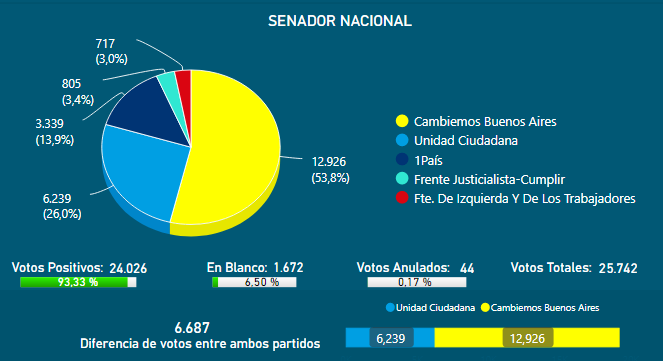 SENADOR NACIONAL
717
(3,0%)
805
(3,4%)
3.339
(13,9%)
6.239
(26,0%)
12.926
(53,8%)
Cambiemos Buenos Aires
Unidad Ciudadana
1País
Frente Justicialista-Cumplir
Fte. De Izquierda Y De Los Trabajadores
Votos Positivos: 24.026
93,33 %
En Blanco: 1.672
6,50 %
Votos Anulados: 44
0,17 %
Votos Totales: 25.742
6.687
Diferencia de votos entre ambos partidos
Unidad Ciudadana Cambiemos Buenos Aires
6,239 12,926